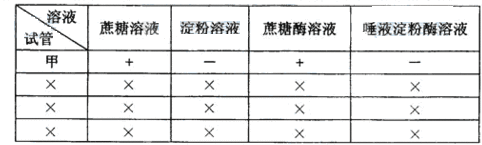 溶液
试管 蔗糖溶液 淀粉溶液 蔗糖酶溶液 唾液淀粉酶溶液
甲 + − + −
× × × × ×
× × × × ×
× × × × ×